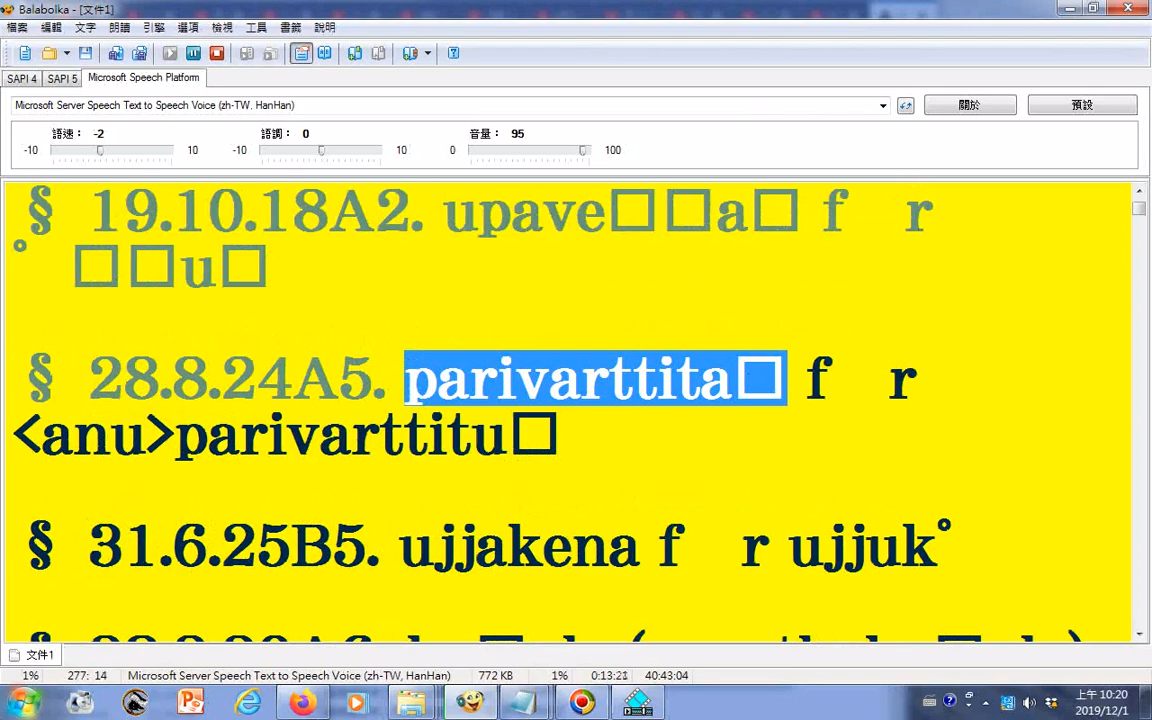 Balabolka - [文件1]
檔案 編輯 文字 朗讀 引擎 選項 檢視 工具 書籤 說明
SAPI 4 SAPI 5 Microsoft Speech Platform
Microsoft Server Speech Text to Speech Voice (zh-TW, HanHan) 關於 預設
語速： -2 語調： 0 音量： 95
-10 10 -10 10 0 100
§ 19.10.18A2. upave□□a□ f r
° □□u□
§ 28.8.24A5. parivarttita□ f r
<anu>parivarttitu□
§ 31.6.25B5. ujjakena f r ujjuk°
文件1
1% 277: 14 Microsoft Server Speech Text to Speech Voice (zh-TW, HanHan) 772 KB 1% 0:13:21 40:43:04
上午 10:20
2019/12/1